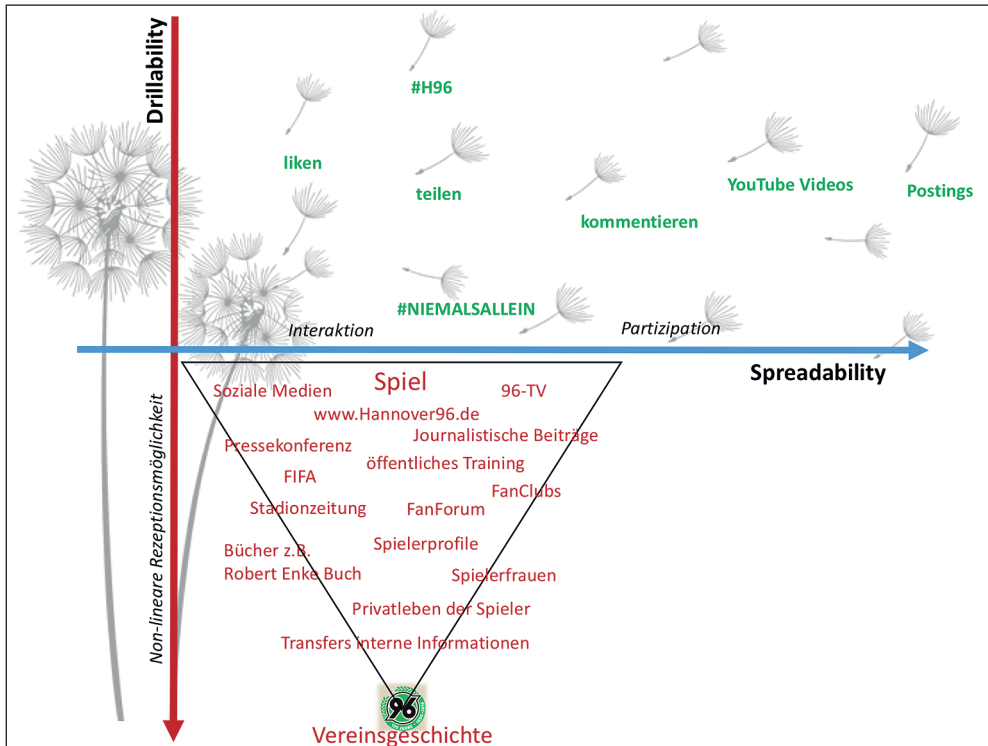 Drillability
#H96
liken
teilen
YouTube Videos
Postings
kommentieren
#NIEMALSALLEIN
Interaktion
Partizipation
Spreadability
Non-lineare Rezeptionsmöglichkeit
Soziale Medien
Spiel
96-TV
www.Hannover96.de
Journalistische Beiträge
Pressekonferenz
öffentliches Training
FIFA
FanClubs
Stadionzeitung
FanForum
Spielerprofile
Bücher z.B.
Robert Enke Buch
Spielerfrauen
Privatleben der Spieler
Transfers interne Informationen
96
Vereinsgeschichte